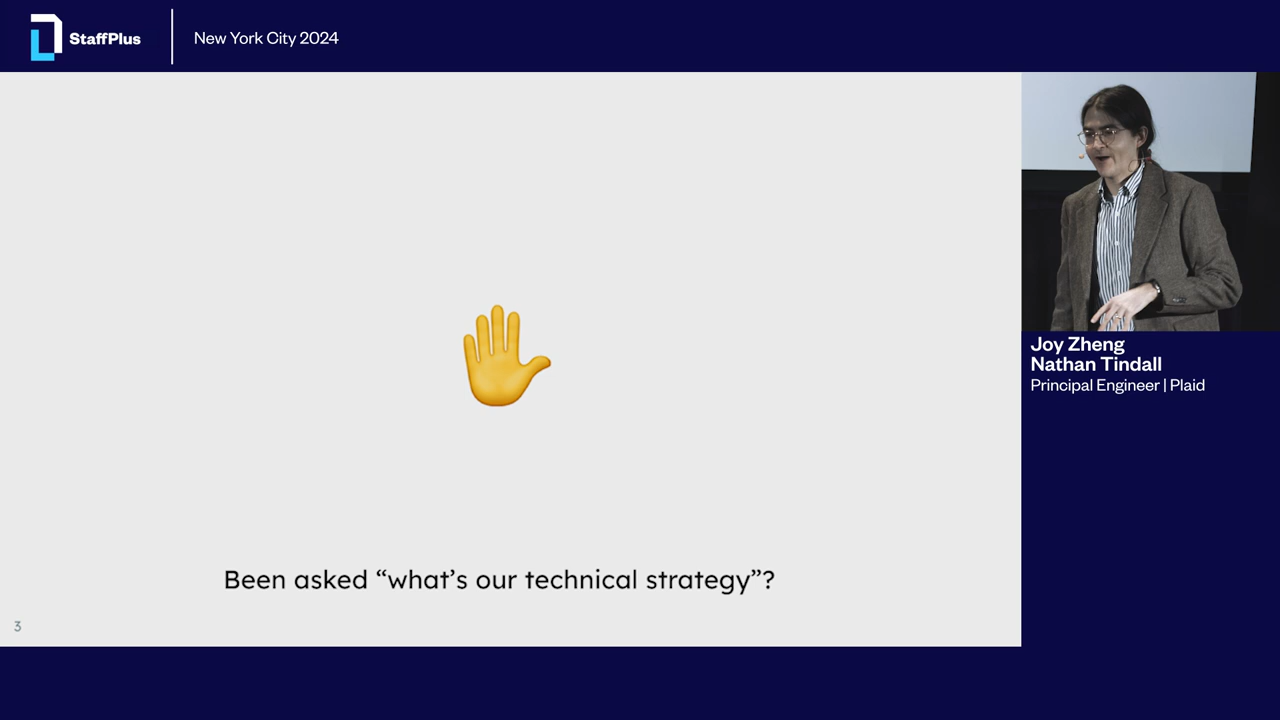 StaffPlus
New York City 2024
Joy Zheng
Nathan Tindall
Principal Engineer | Plaid
Been asked “what’s our technical strategy”?
3